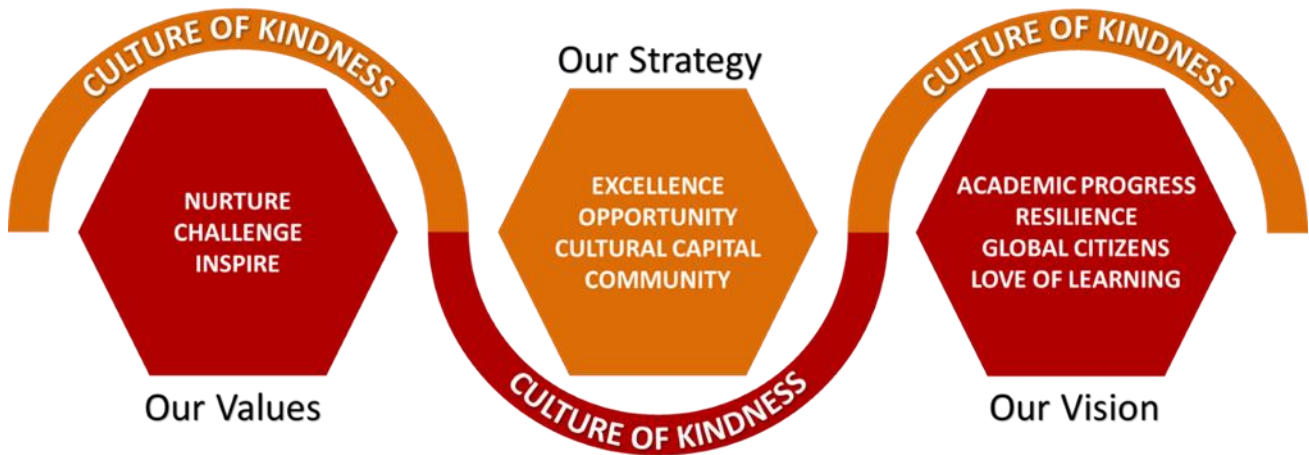 CULTURE OF KINDNESS
NURTURE
CHALLENGE
INSPIRE
Our Values
Our Strategy
EXCELLENCE
OPPORTUNITY
CULTURAL CAPITAL
COMMUNITY
CULTURE OF KINDNESS
CULTURE OF KINDNESS
ACADEMIC PROGRESS
RESILIENCE
GLOBAL CITIZENS
LOVE OF LEARNING
Our Vision